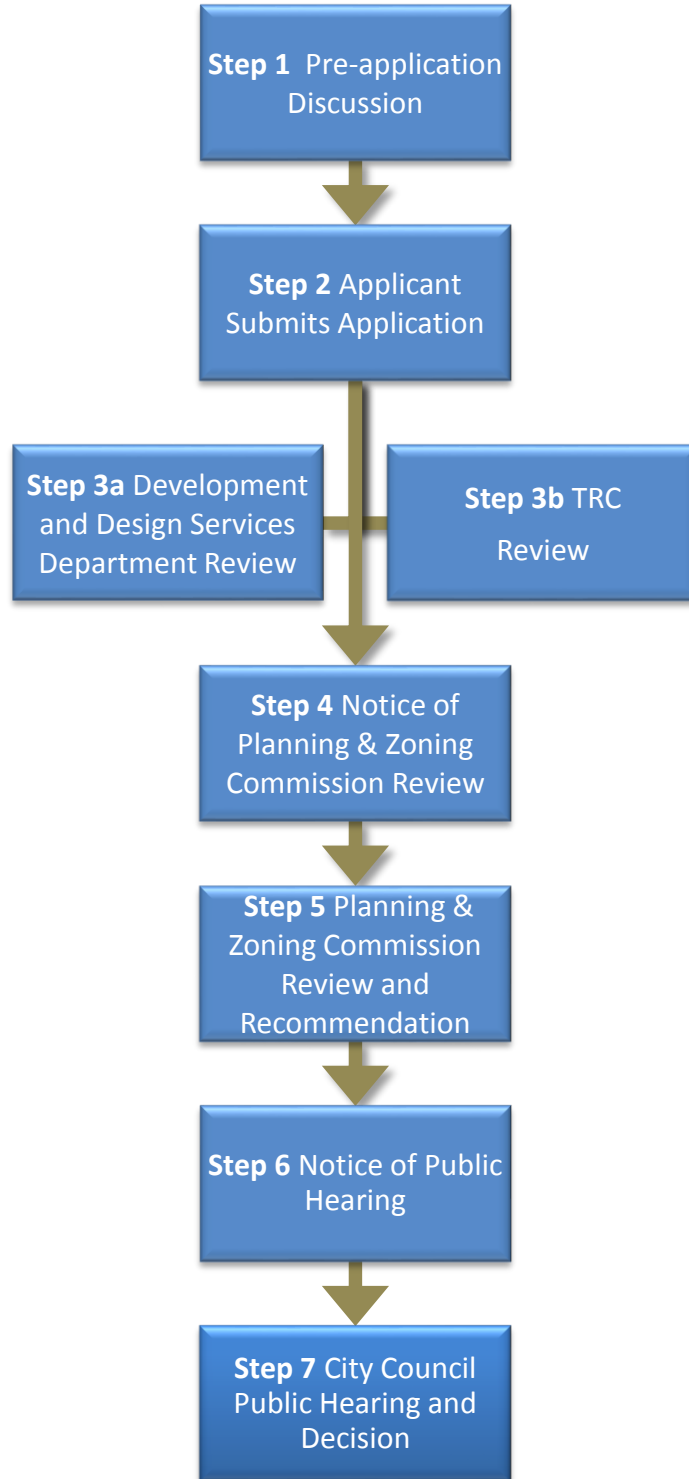 Step 1 Pre-application
Discussion
Step 2 Applicant
Submits Application
Step 3a Development
and Design Services
Department Review
Step 3b TRC
Review
Step 4 Notice of
Planning & Zoning
Commission Review
Step 5 Planning &
Zoning Commission
Review and
Recommendation
Step 6 Notice of Public
Hearing
Step 7 City Council
Public Hearing and
Decision